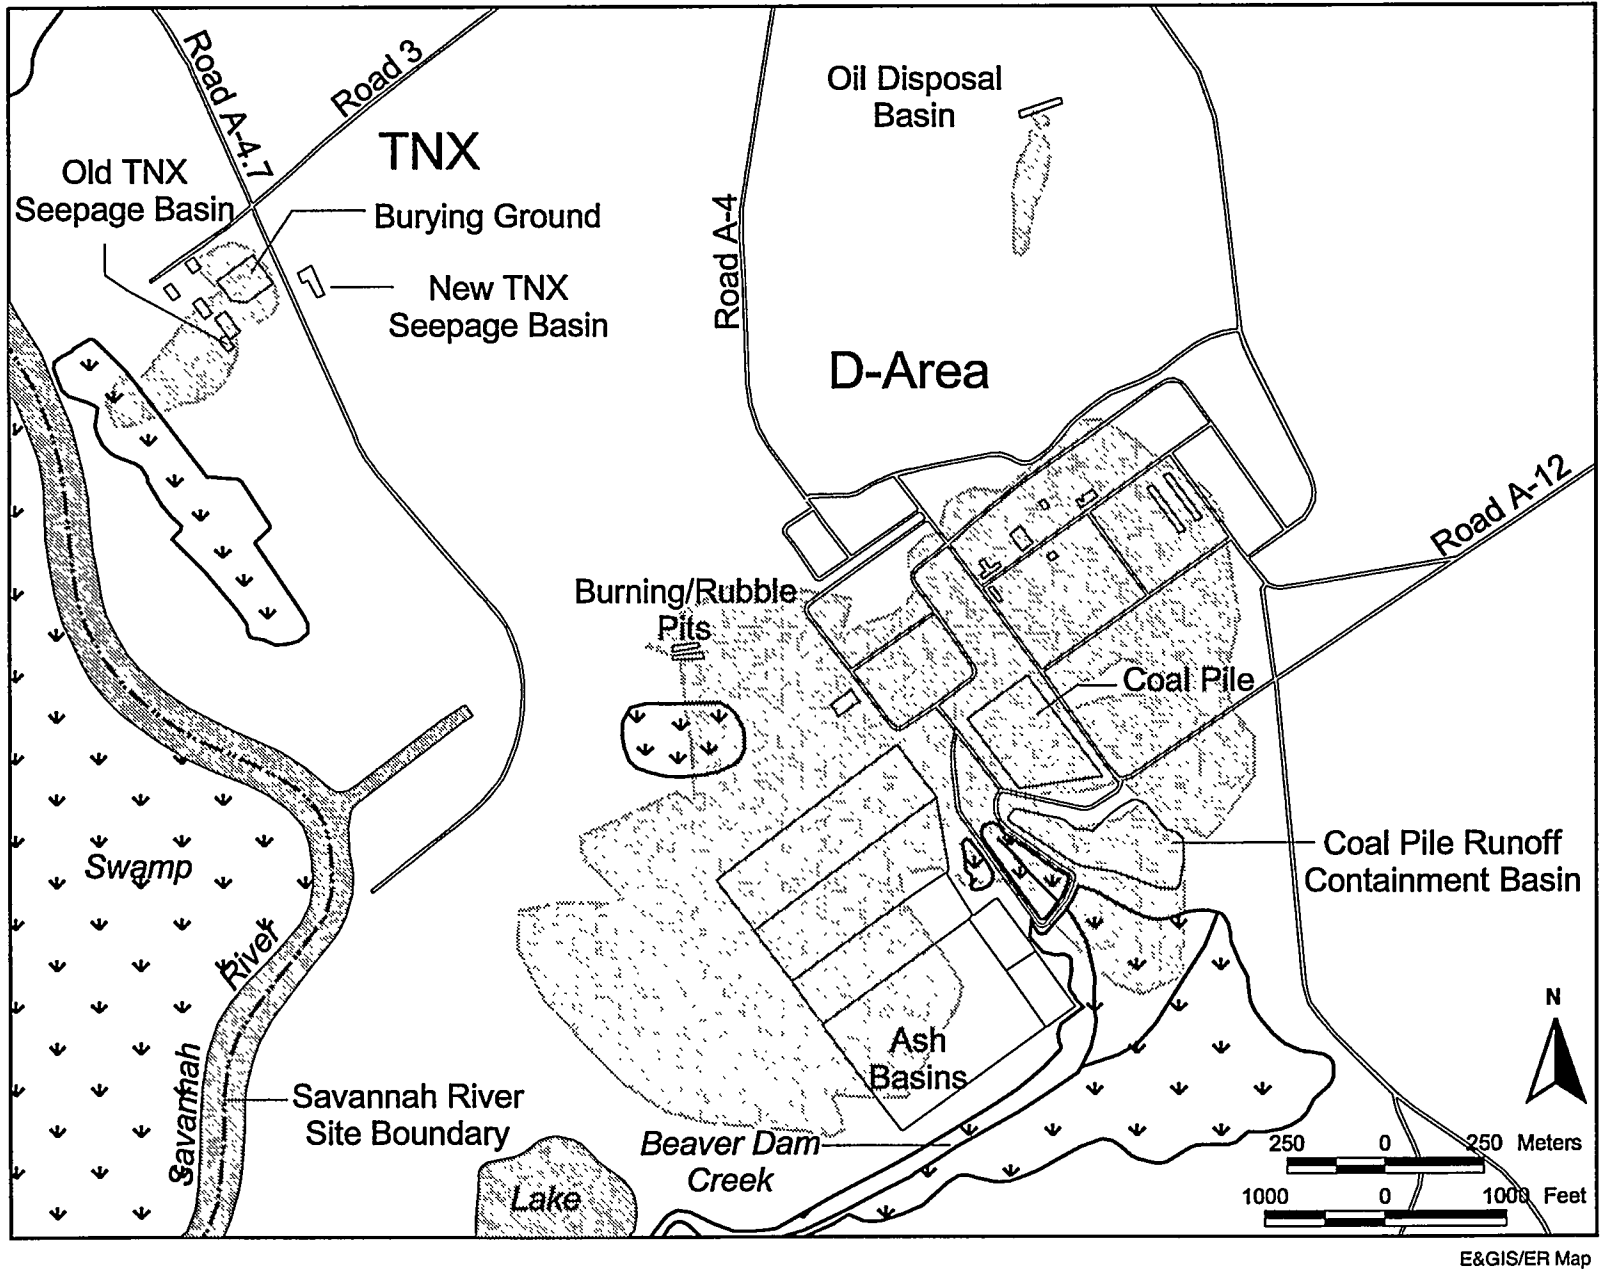 Road A-4.7
Road 3
TNX
Oil Disposal
Basin
Old TNX
Seepage Basin
Burying Ground
New TNX
Seepage Basin
Road A-4
D-Area
Road A-12
Burning/Rubble
Pits
Coal Pile
Coal Pile Runoff
Containment Basin
Swamp
Savannah River
Ash
Basins
Savannah River
Site Boundary
Beaver Dam
Creek
Lake
N
250 0 250 Meters
1000 0 1000 Feet
E&GIS/ER Map